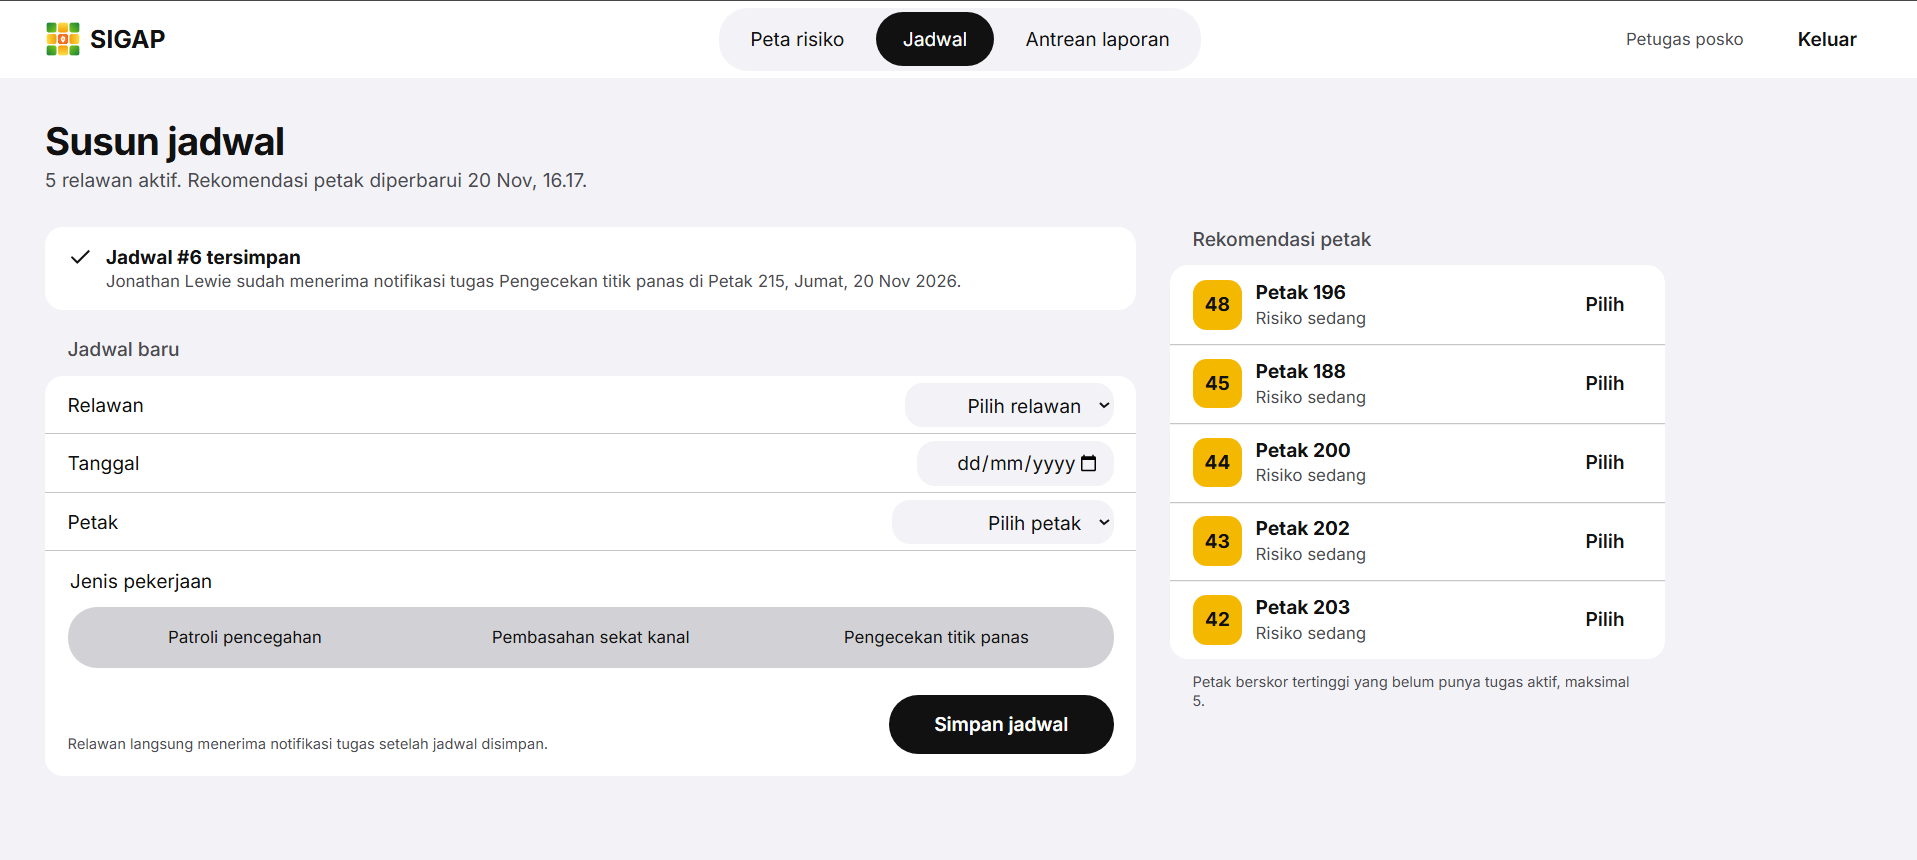 SIGAP
Peta risiko
Jadwal
Antrean laporan
Petugas posko
Keluar
Susun jadwal
5 relawan aktif. Rekomendasi petak diperbarui 20 Nov, 16.17.
Jadwal #6 tersimpan
Jonathan Lewie sudah menerima notifikasi tugas Pengecekan titik panas di Petak 215, Jumat, 20 Nov 2026.
Jadwal baru
Relawan
Pilih relawan
Tanggal
dd/mm/yyyy
Petak
Pilih petak
Jenis pekerjaan
Patroli pencegahan
Pembasahan sekat kanal
Pengecekan titik panas
Relawan langsung menerima notifikasi tugas setelah jadwal disimpan.
Simpan jadwal
Rekomendasi petak
48
Petak 196
Risiko sedang
Pilih
45
Petak 188
Risiko sedang
Pilih
44
Petak 200
Risiko sedang
Pilih
43
Petak 202
Risiko sedang
Pilih
42
Petak 203
Risiko sedang
Pilih
Petak berskor tertinggi yang belum punya tugas aktif, maksimal
5.